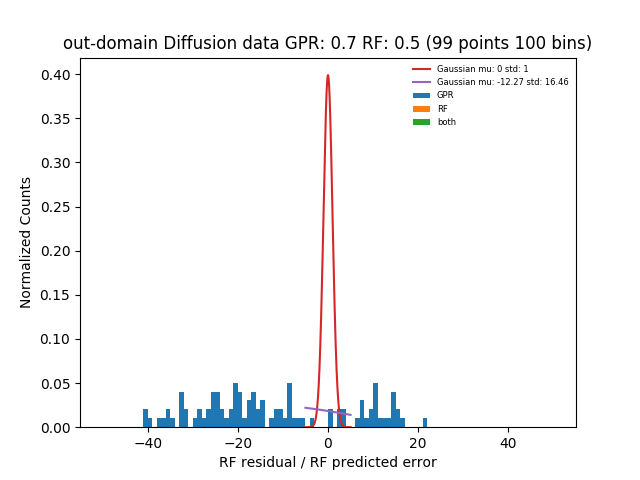 out-domain Diffusion data GPR: 0.7 RF: 0.5 (99 points 100 bins)
Gaussian mu: 0 std: 1
Gaussian mu: -12.27 std: 16.46
GPR
RF
both
Normalized Counts
0.40
0.35
0.30
0.25
0.20
0.15
0.10
0.05
0.00
−40 −20 0 20 40
RF residual / RF predicted error